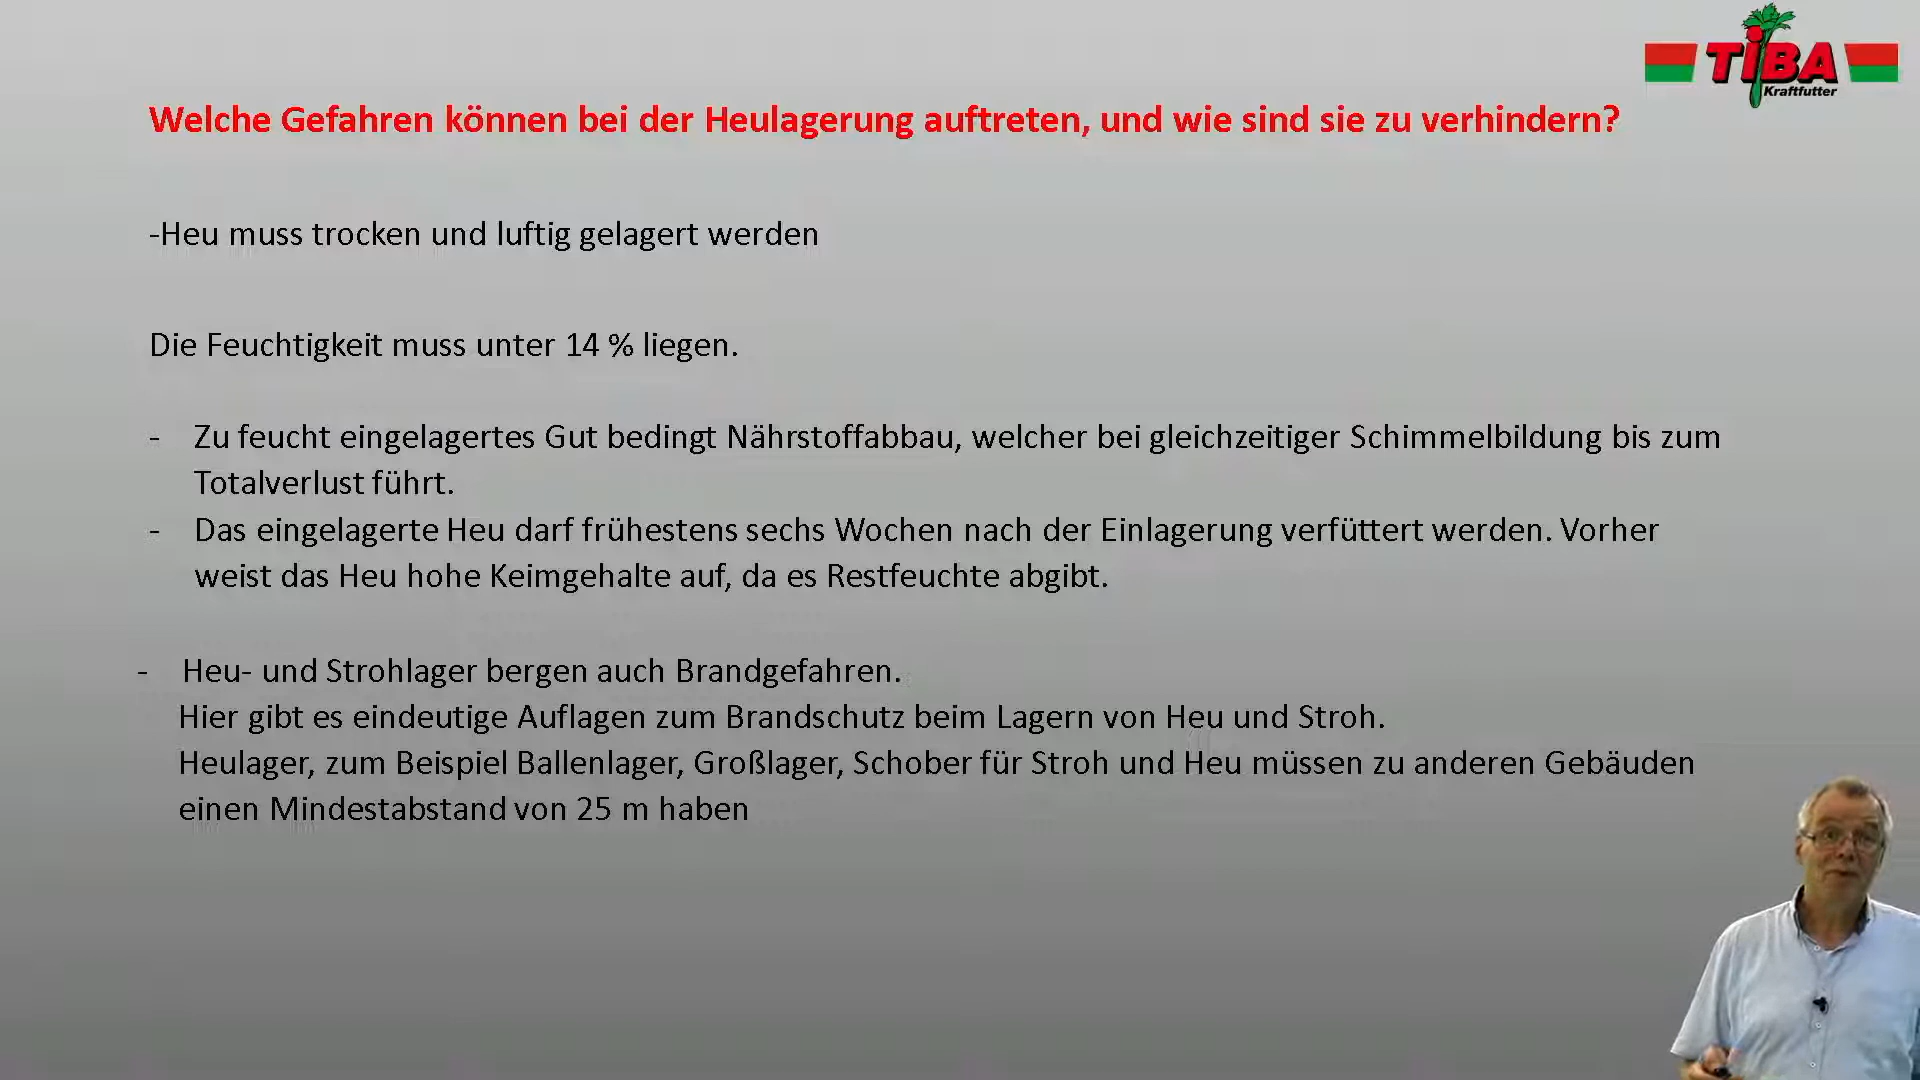 TiBA
Kraftfutter
Welche Gefahren können bei der Heulagerung auftreten, und wie sind sie zu verhindern?
-Heu muss trocken und luftig gelagert werden
Die Feuchtigkeit muss unter 14 % liegen.
- Zu feucht eingelagertes Gut bedingt Nährstoffabbau, welcher bei gleichzeitiger Schimmelbildung bis zum
Totalverlust führt.
- Das eingelagerte Heu darf frühestens sechs Wochen nach der Einlagerung verfüttert werden. Vorher
weist das Heu hohe Keimgehalte auf, da es Restfeuchte abgibt.
- Heu- und Strohlager bergen auch Brandgefahren.
Hier gibt es eindeutige Auflagen zum Brandschutz beim Lagern von Heu und Stroh.
Heulager, zum Beispiel Ballenlager, Großlager, Schober für Stroh und Heu müssen zu anderen Gebäuden
einen Mindestabstand von 25 m haben